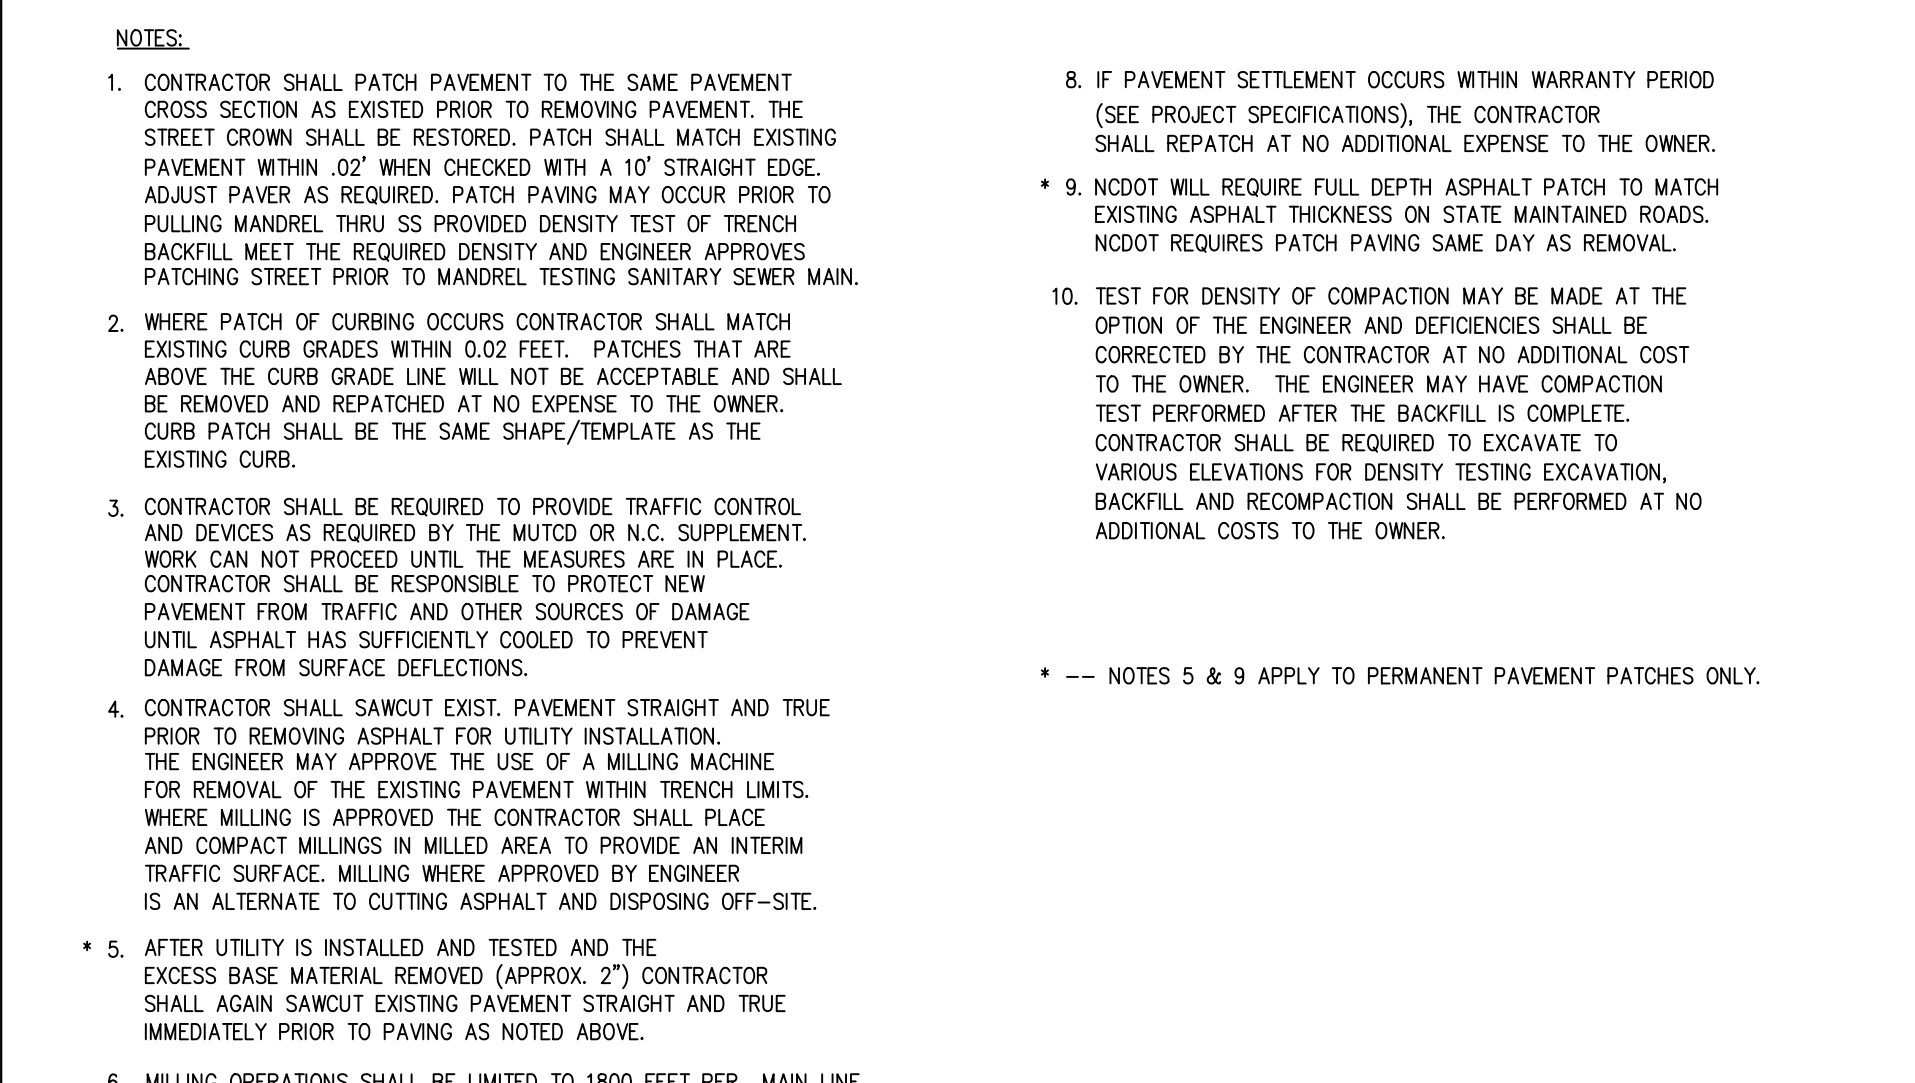 NOTES:
1. CONTRACTOR SHALL PATCH PAVEMENT TO THE SAME PAVEMENT
CROSS SECTION AS EXISTED PRIOR TO REMOVING PAVEMENT. THE
STREET CROWN SHALL BE RESTORED. PATCH SHALL MATCH EXISTING
PAVEMENT WITHIN .02' WHEN CHECKED WITH A 10' STRAIGHT EDGE.
ADJUST PAVER AS REQUIRED. PATCH PAVING MAY OCCUR PRIOR TO
PULLING MANDREL THRU SS PROVIDED DENSITY TEST OF TRENCH
BACKFILL MEET THE REQUIRED DENSITY AND ENGINEER APPROVES
PATCHING STREET PRIOR TO MANDREL TESTING SANITARY SEWER MAIN.
2. WHERE PATCH OF CURBING OCCURS CONTRACTOR SHALL MATCH
EXISTING CURB GRADES WITHIN 0.02 FEET. PATCHES THAT ARE
ABOVE THE CURB GRADE LINE WILL NOT BE ACCEPTABLE AND SHALL
BE REMOVED AND REPATCHED AT NO EXPENSE TO THE OWNER.
CURB PATCH SHALL BE THE SAME SHAPE/TEMPLATE AS THE
EXISTING CURB.
3. CONTRACTOR SHALL BE REQUIRED TO PROVIDE TRAFFIC CONTROL
AND DEVICES AS REQUIRED BY THE MUTCD OR N.C. SUPPLEMENT.
WORK CAN NOT PROCEED UNTIL THE MEASURES ARE IN PLACE.
CONTRACTOR SHALL BE RESPONSIBLE TO PROTECT NEW
PAVEMENT FROM TRAFFIC AND OTHER SOURCES OF DAMAGE
UNTIL ASPHALT HAS SUFFICIENTLY COOLED TO PREVENT
DAMAGE FROM SURFACE DEFLECTIONS.
4. CONTRACTOR SHALL SAWCUT EXIST. PAVEMENT STRAIGHT AND TRUE
PRIOR TO REMOVING ASPHALT FOR UTILITY INSTALLATION.
THE ENGINEER MAY APPROVE THE USE OF A MILLING MACHINE
FOR REMOVAL OF THE EXISTING PAVEMENT WITHIN TRENCH LIMITS.
WHERE MILLING IS APPROVED THE CONTRACTOR SHALL PLACE
AND COMPACT MILLINGS IN MILLED AREA TO PROVIDE AN INTERIM
TRAFFIC SURFACE. MILLING WHERE APPROVED BY ENGINEER
IS AN ALTERNATE TO CUTTING ASPHALT AND DISPOSING OFF-SITE.
* 5. AFTER UTILITY IS INSTALLED AND TESTED AND THE
EXCESS BASE MATERIAL REMOVED (APPROX. 2") CONTRACTOR
SHALL AGAIN SAWCUT EXISTING PAVEMENT STRAIGHT AND TRUE
IMMEDIATELY PRIOR TO PAVING AS NOTED ABOVE.
6. MILLING OPERATIONS SHALL BE LIMITED TO 1800 FEET PER MAIN LINE
8. IF PAVEMENT SETTLEMENT OCCURS WITHIN WARRANTY PERIOD
(SEE PROJECT SPECIFICATIONS), THE CONTRACTOR
SHALL REPATCH AT NO ADDITIONAL EXPENSE TO THE OWNER.
* 9. NCDOT WILL REQUIRE FULL DEPTH ASPHALT PATCH TO MATCH
EXISTING ASPHALT THICKNESS ON STATE MAINTAINED ROADS.
NCDOT REQUIRES PATCH PAVING SAME DAY AS REMOVAL.
10. TEST FOR DENSITY OF COMPACTION MAY BE MADE AT THE
OPTION OF THE ENGINEER AND DEFICIENCIES SHALL BE
CORRECTED BY THE CONTRACTOR AT NO ADDITIONAL COST
TO THE OWNER. THE ENGINEER MAY HAVE COMPACTION
TEST PERFORMED AFTER THE BACKFILL IS COMPLETE.
CONTRACTOR SHALL BE REQUIRED TO EXCAVATE TO
VARIOUS ELEVATIONS FOR DENSITY TESTING EXCAVATION,
BACKFILL AND RECOMPACTION SHALL BE PERFORMED AT NO
ADDITIONAL COSTS TO THE OWNER.
* -- NOTES 5 & 9 APPLY TO PERMANENT PAVEMENT PATCHES ONLY.